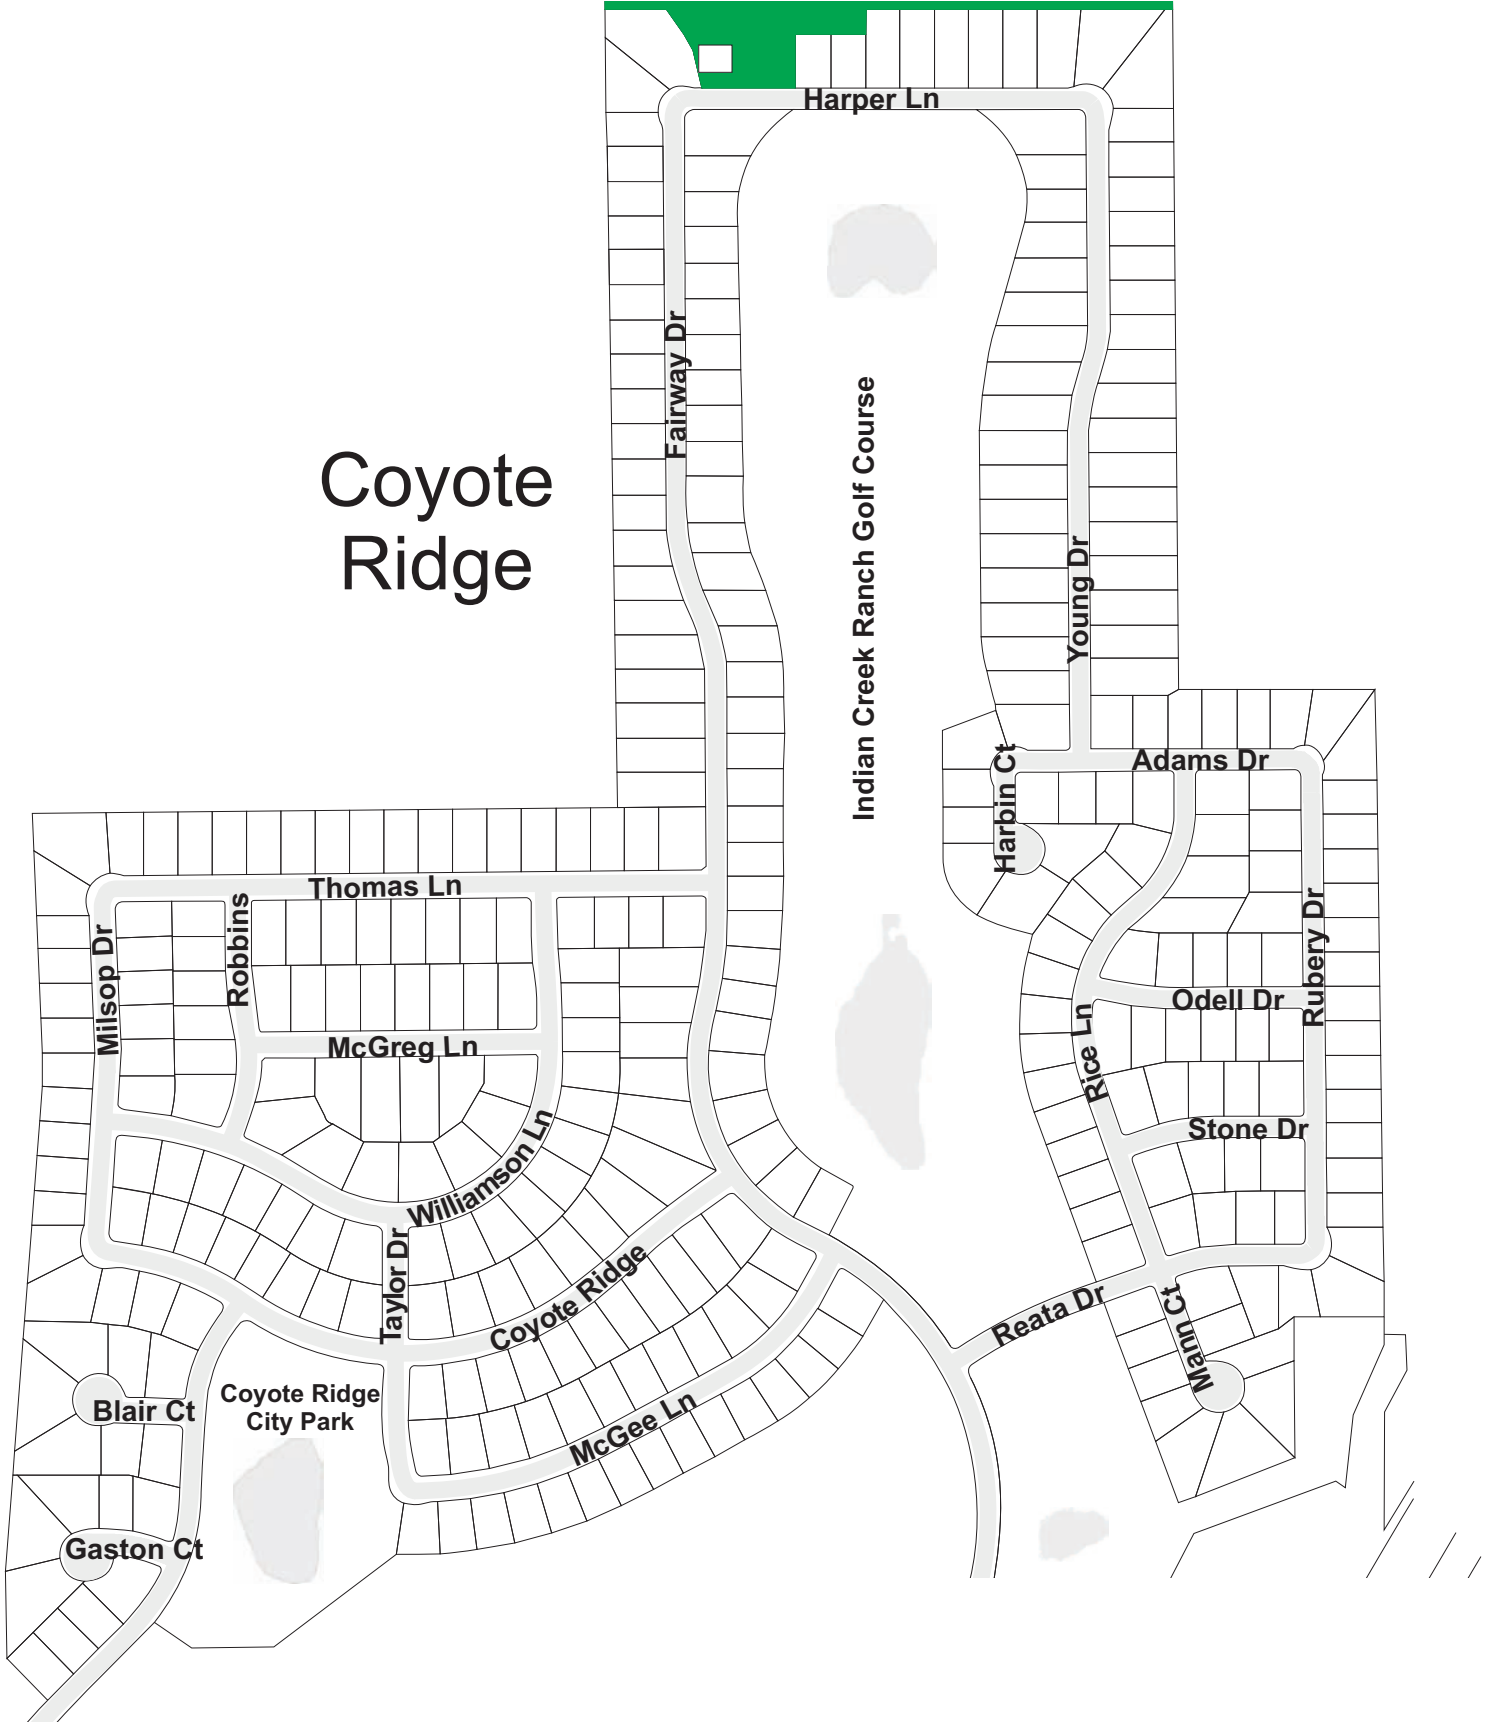 Harper Ln
Fairway Dr
Indian Creek Ranch Golf Course
Coyote
Ridge
Young Dr
Adams Dr
Harbin Ct
Thomas Ln
Robbins
Milsop Dr
Rubery Dr
Odell Dr
Rice Ln
McGreg Ln
Stone Dr
Williamson Ln
Taylor Dr
Coyote Ridge
Reata Dr
Mann Ct
Coyote Ridge
City Park
Blair Ct
McGee Ln
Gaston Ct